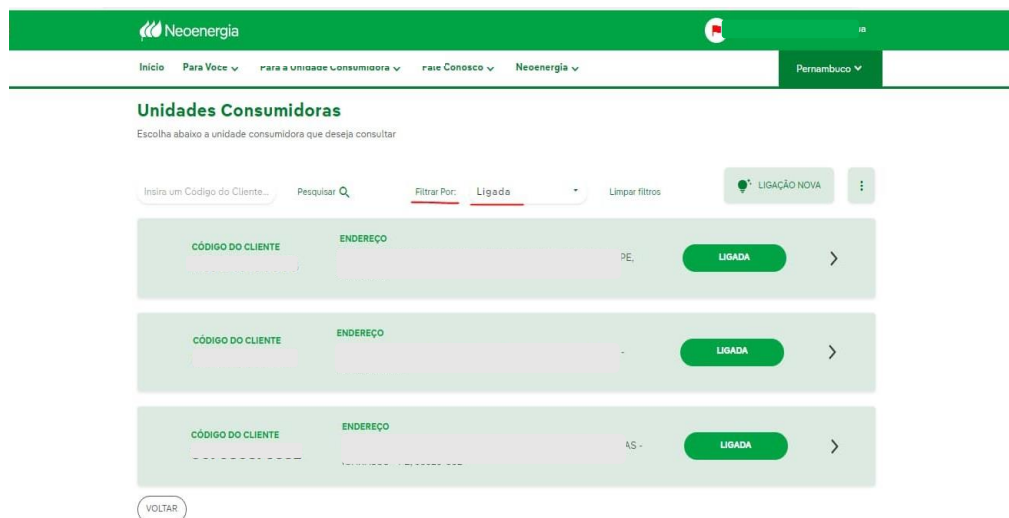 Neoenergia
Início Para Você Para a Unidade Consumidora Fale Conosco Neoenergia Pernambuco
Unidades Consumidoras
Escolha abaixo a unidade consumidora que deseja consultar
Insira um Código do Cliente... Pesquisar Filtrar Por: Ligada Limpar filtros LIGAÇÃO NOVA
CÓDIGO DO CLIENTE ENDEREÇO
PE, LIGADA
CÓDIGO DO CLIENTE ENDEREÇO
- LIGADA
CÓDIGO DO CLIENTE ENDEREÇO
AS - LIGADA
VOLTAR